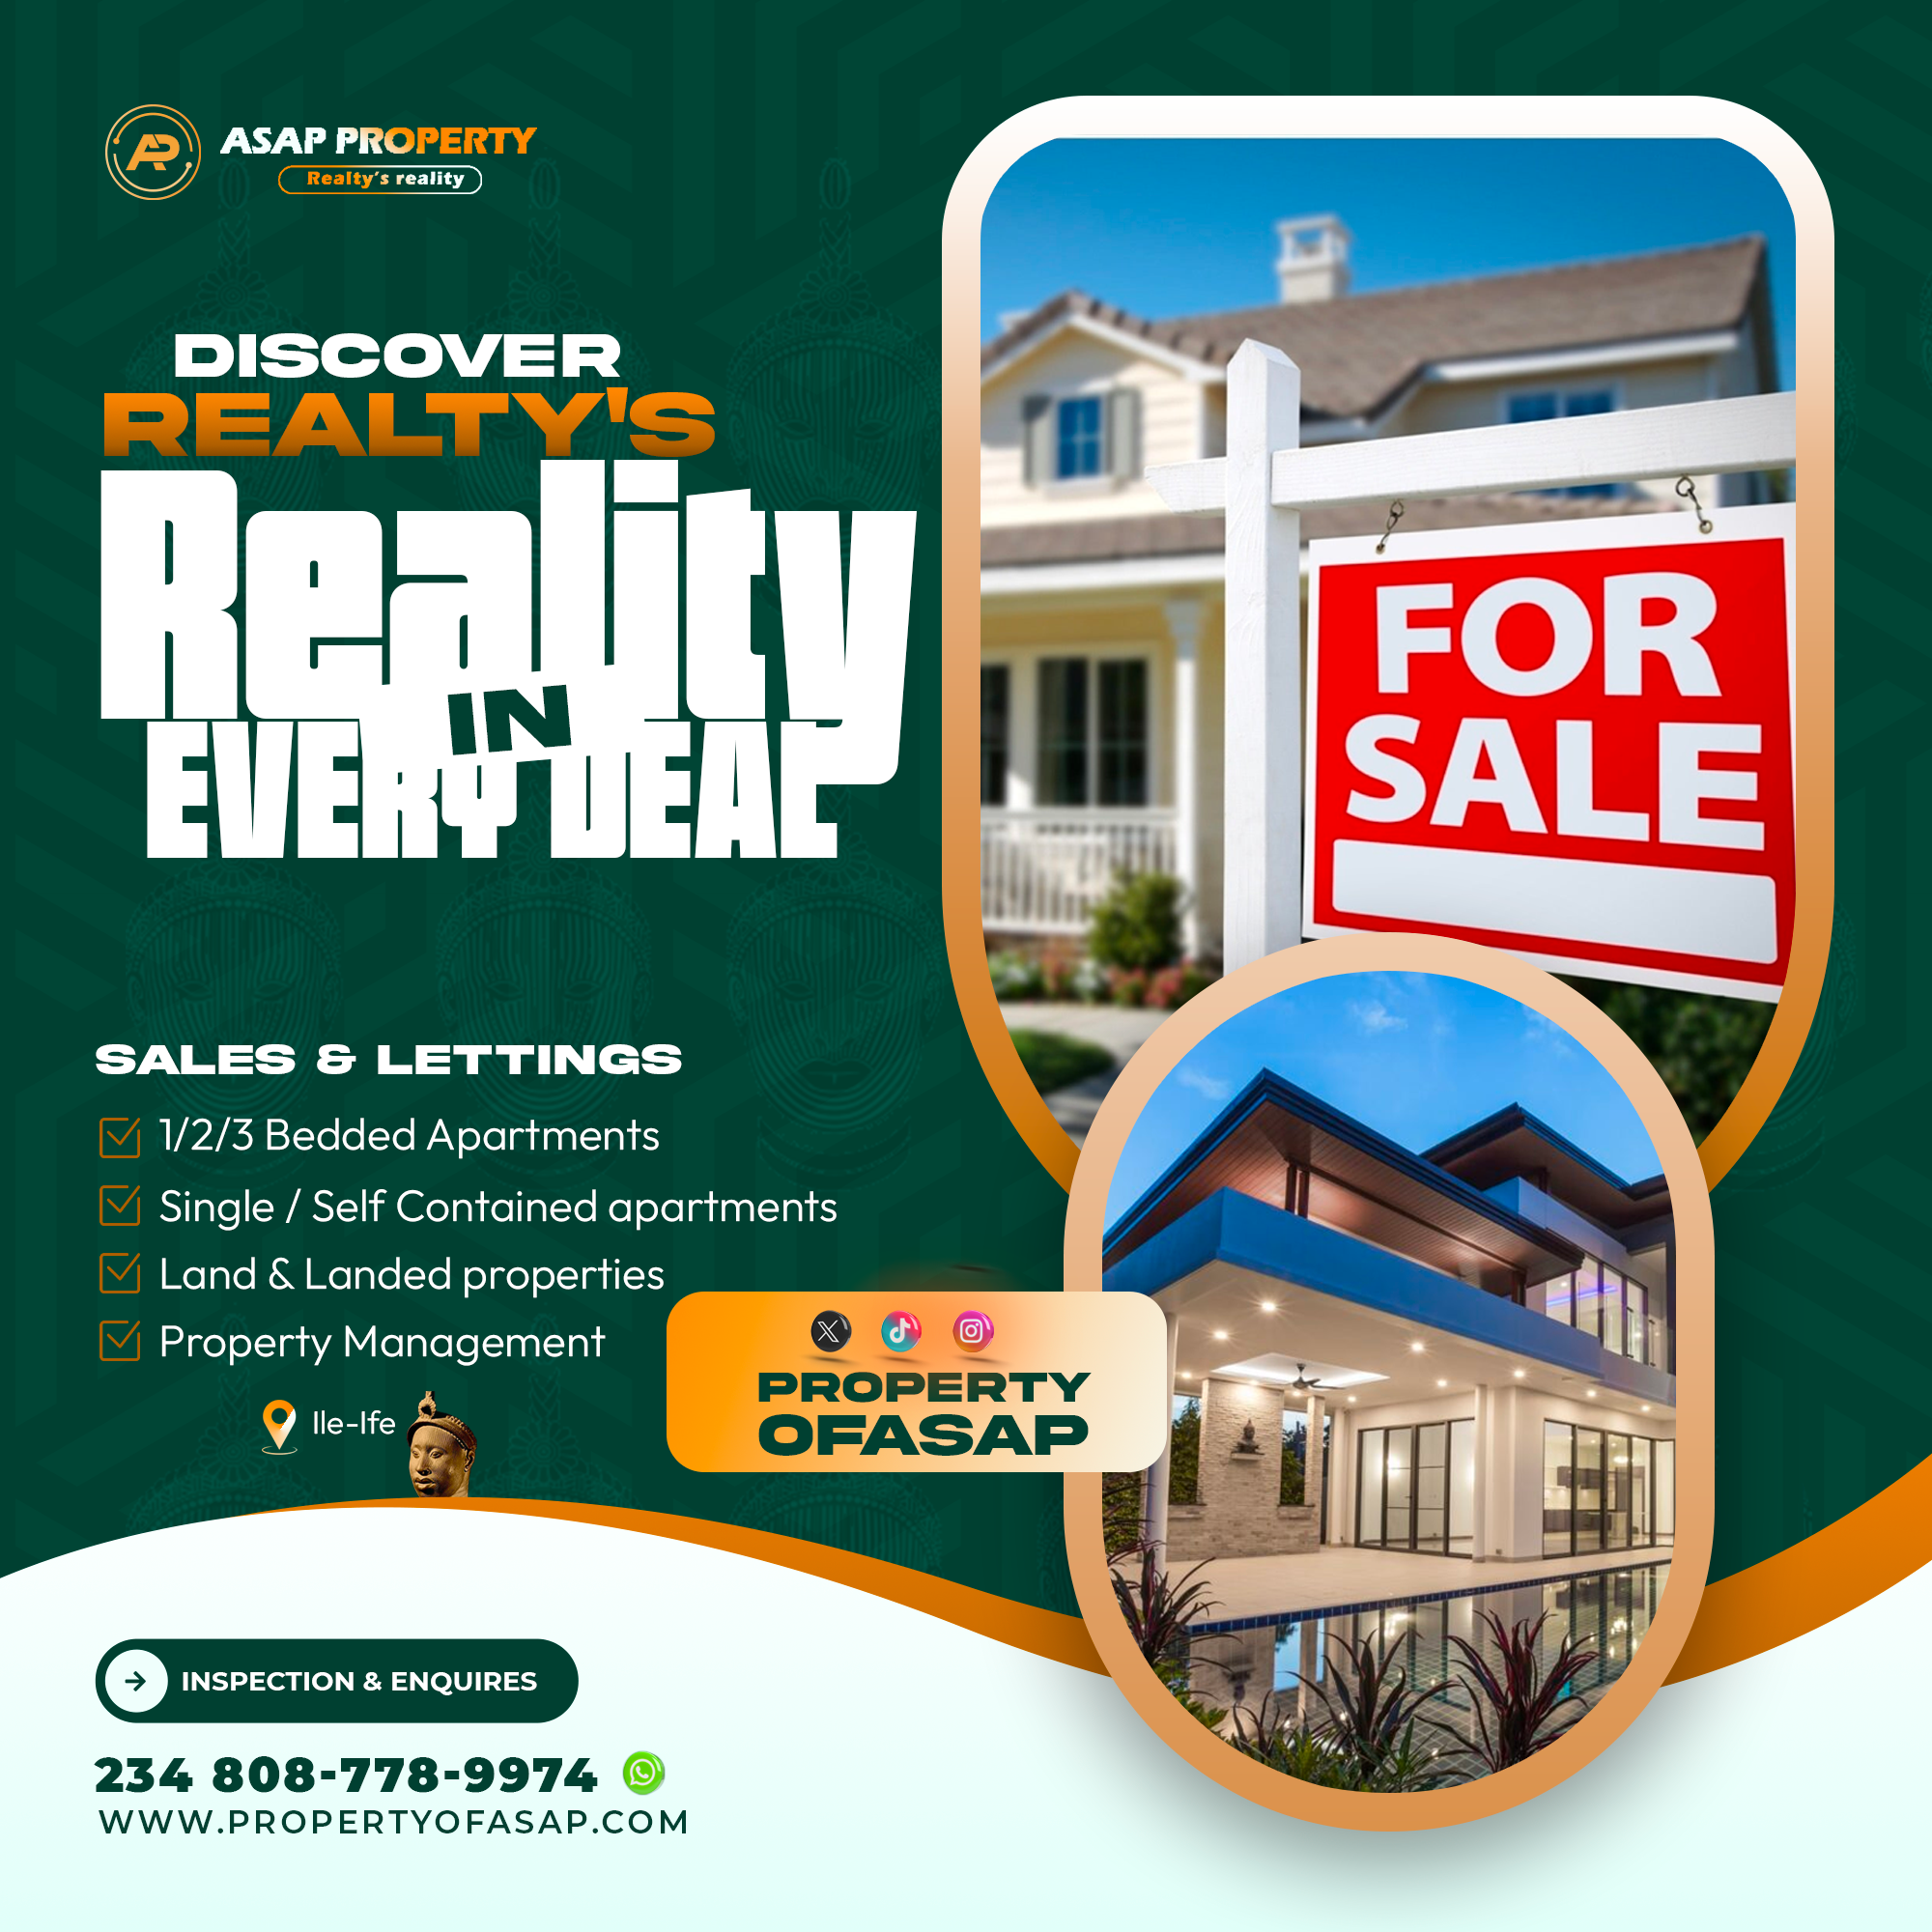 AP
ASAP PROPERTY
Realty's reality
DISCOVER
REALTY'S
Reality
IN
EVERY DEAL
FOR
SALE
SALES & LETTINGS
1/2/3 Bedded Apartments
Single / Self Contained apartments
Land & Landed properties
Property Management
Ile-Ife
PROPERTY
OFASAP
INSPECTION & ENQUIRES
234 808-778-9974
WWW.PROPERTYOFASAP.COM